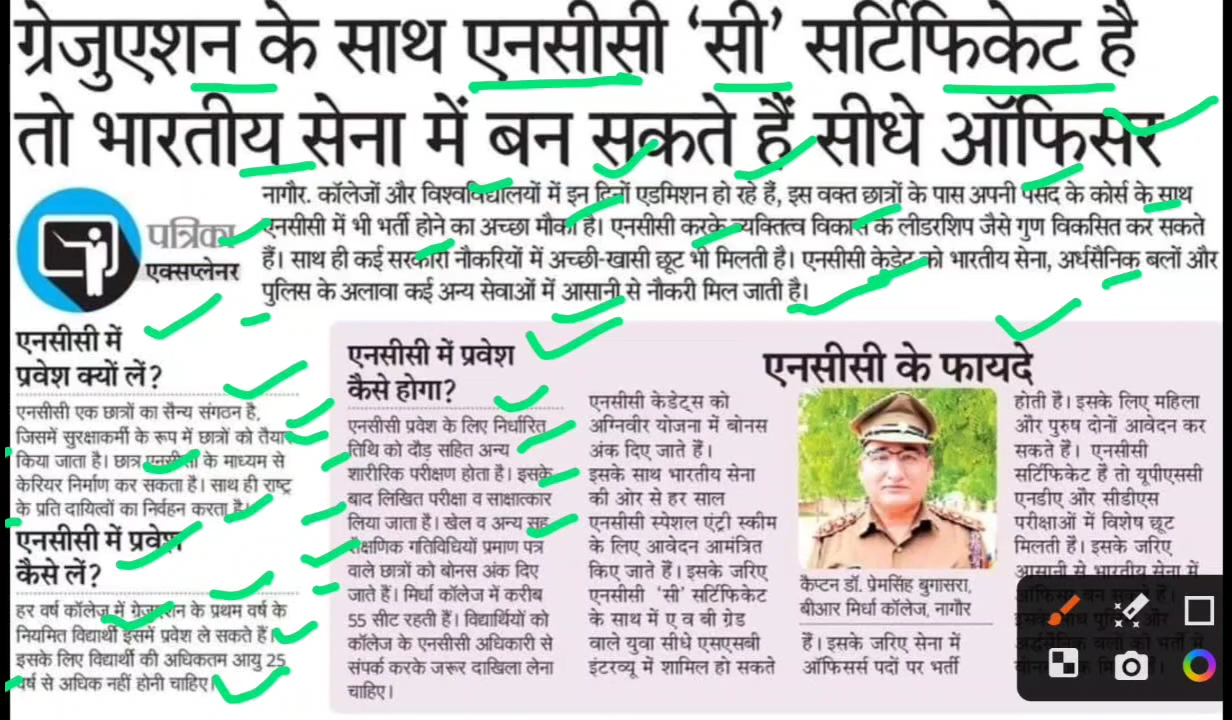 ग्रेजुएशन के साथ एनसीसी ‘सी’ सर्टिफिकेट है
तो भारतीय सेना में बन सकते हैं सीधे ऑफिसर
पत्रिका
एक्सप्लेनर
नागौर. कॉलेजों और विश्वविद्यालयों में इन दिनों एडमिशन हो रहे हैं, इस वक्त छात्रों के पास अपनी पसंद के कोर्स के साथ
एनसीसी में भी भर्ती होने का अच्छा मौका है। एनसीसी करके व्यक्तित्व विकास के लीडरशिप जैसे गुण विकसित कर सकते
हैं। साथ ही कई सरकारी नौकरियों में अच्छी-खासी छूट भी मिलती है। एनसीसी केडेट को भारतीय सेना, अर्धसैनिक बलों और
पुलिस के अलावा कई अन्य सेवाओं में आसानी से नौकरी मिल जाती है।
एनसीसी में
प्रवेश क्यों लें?
एनसीसी एक छात्रों का सैन्य संगठन है,
जिसमें सुरक्षाकर्मी के रूप में छात्रों को तैयार
किया जाता है। छात्र एनसीसी के माध्यम से
केरियर निर्माण कर सकता है। साथ ही राष्ट्र
के प्रति दायित्वों का निर्वहन करता है।
एनसीसी में प्रवेश
कैसे लें?
हर वर्ष कॉलेज में ग्रेजुएशन के प्रथम वर्ष के
नियमित विद्यार्थी इसमें प्रवेश ले सकते हैं।
इसके लिए विद्यार्थी की अधिकतम आयु 25
वर्ष से अधिक नहीं होनी चाहिए।
एनसीसी में प्रवेश
कैसे होगा?
एनसीसी प्रवेश के लिए निर्धारित
तिथि को दौड़ सहित अन्य
शारीरिक परीक्षण होता है। इसके
बाद लिखित परीक्षा व साक्षात्कार
लिया जाता है। खेल व अन्य सह
शैक्षणिक गतिविधियों प्रमाण पत्र
वाले छात्रों को बोनस अंक दिए
जाते हैं। मिर्धा कॉलेज में करीब
55 सीट रहती हैं। विद्यार्थियों को
कॉलेज के एनसीसी अधिकारी से
संपर्क करके जरूर दाखिला लेना
चाहिए।
एनसीसी के फायदे
एनसीसी केडेट्स को
अग्निवीर योजना में बोनस
अंक दिए जाते हैं।
इसके साथ भारतीय सेना
की ओर से हर साल
एनसीसी स्पेशल एंट्री स्कीम
के लिए आवेदन आमंत्रित
किए जाते हैं। इसके जरिए
एनसीसी ‘सी’ सर्टिफिकेट
के साथ में ए व बी ग्रेड
वाले युवा सीधे एसएसबी
इंटरव्यू में शामिल हो सकते
कैप्टन डॉ. प्रेमसिंह बुगासरा,
बीआर मिर्धा कॉलेज, नागौर
हैं। इसके जरिए सेना में
ऑफिसर्स पदों पर भर्ती
होती है। इसके लिए महिला
और पुरुष दोनों आवेदन कर
सकते हैं। एनसीसी
सर्टिफिकेट है तो यूपीएससी
एनडीए और सीडीएस
परीक्षाओं में विशेष छूट
मिलती हैं। इसके जरिए
आसानी से भारतीय सेना में